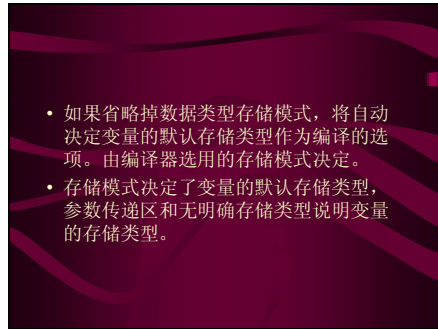 • 如果省略掉数据类型存储模式，将自动
决定变量的默认存储类型作为编译的选
项。由编译器选用的存储模式决定。
• 存储模式决定了变量的默认存储类型，
参数传递区和无明确存储类型说明变量
的存储类型。